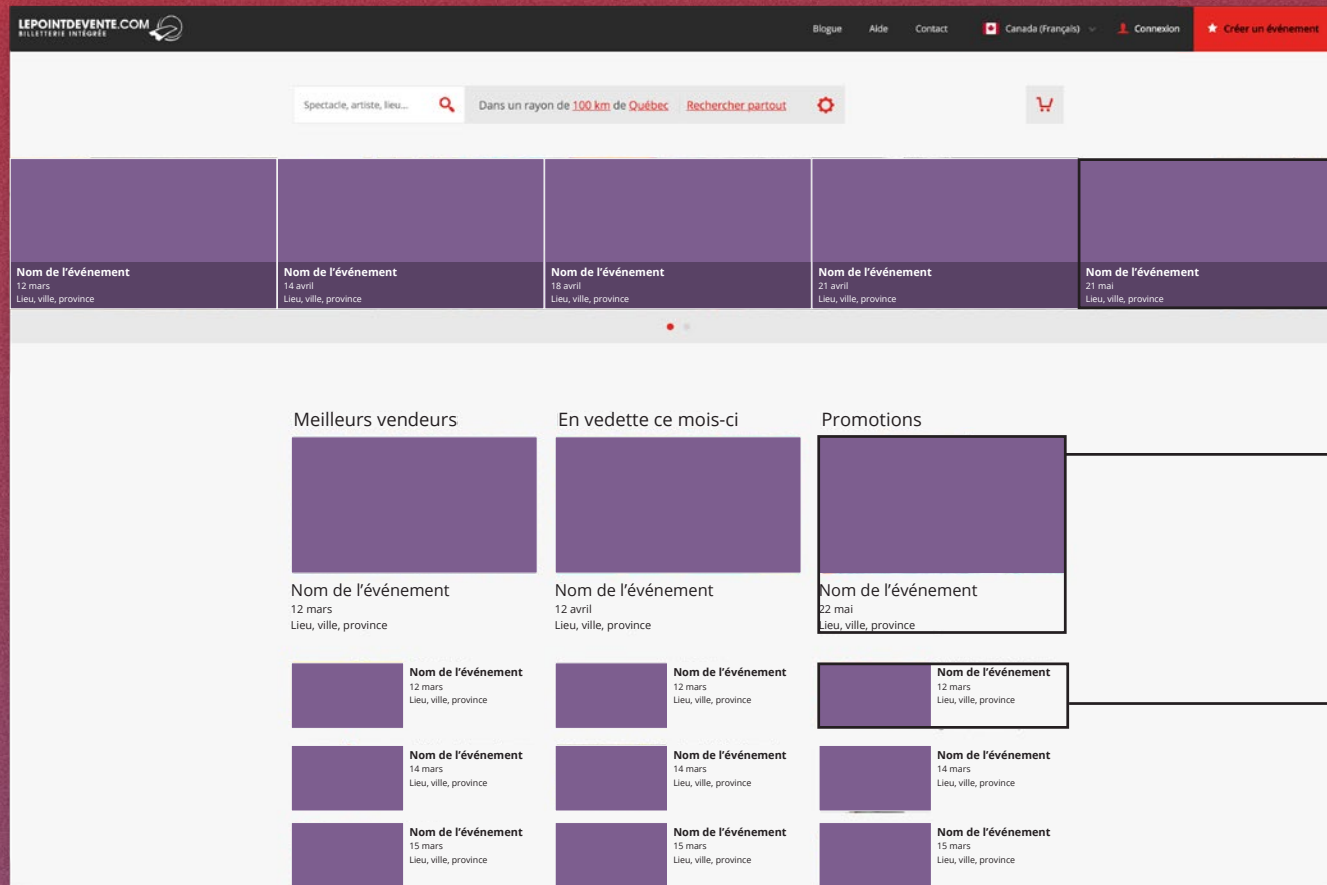 LEPOINTDEVENTE.COM
BILLETTERIE INTÉGRÉE
Blogue Aide Contact Canada (Français) Connexion Créer un événement
Spectacle, artiste, lieu... Dans un rayon de 100 km de Québec Rechercher partout
Nom de l'événement
12 mars
Lieu, ville, province
Nom de l'événement
14 avril
Lieu, ville, province
Nom de l'événement
18 avril
Lieu, ville, province
Nom de l'événement
21 avril
Lieu, ville, province
Nom de l'événement
21 mai
Lieu, ville, province
Meilleurs vendeurs
Nom de l'événement
12 mars
Lieu, ville, province
Nom de l'événement
12 mars
Lieu, ville, province
Nom de l'événement
14 mars
Lieu, ville, province
Nom de l'événement
15 mars
Lieu, ville, province
En vedette ce mois-ci
Nom de l'événement
12 avril
Lieu, ville, province
Nom de l'événement
12 mars
Lieu, ville, province
Nom de l'événement
14 mars
Lieu, ville, province
Nom de l'événement
15 mars
Lieu, ville, province
Promotions
Nom de l'événement
22 mai
Lieu, ville, province
Nom de l'événement
12 mars
Lieu, ville, province
Nom de l'événement
14 mars
Lieu, ville, province
Nom de l'événement
15 mars
Lieu, ville, province